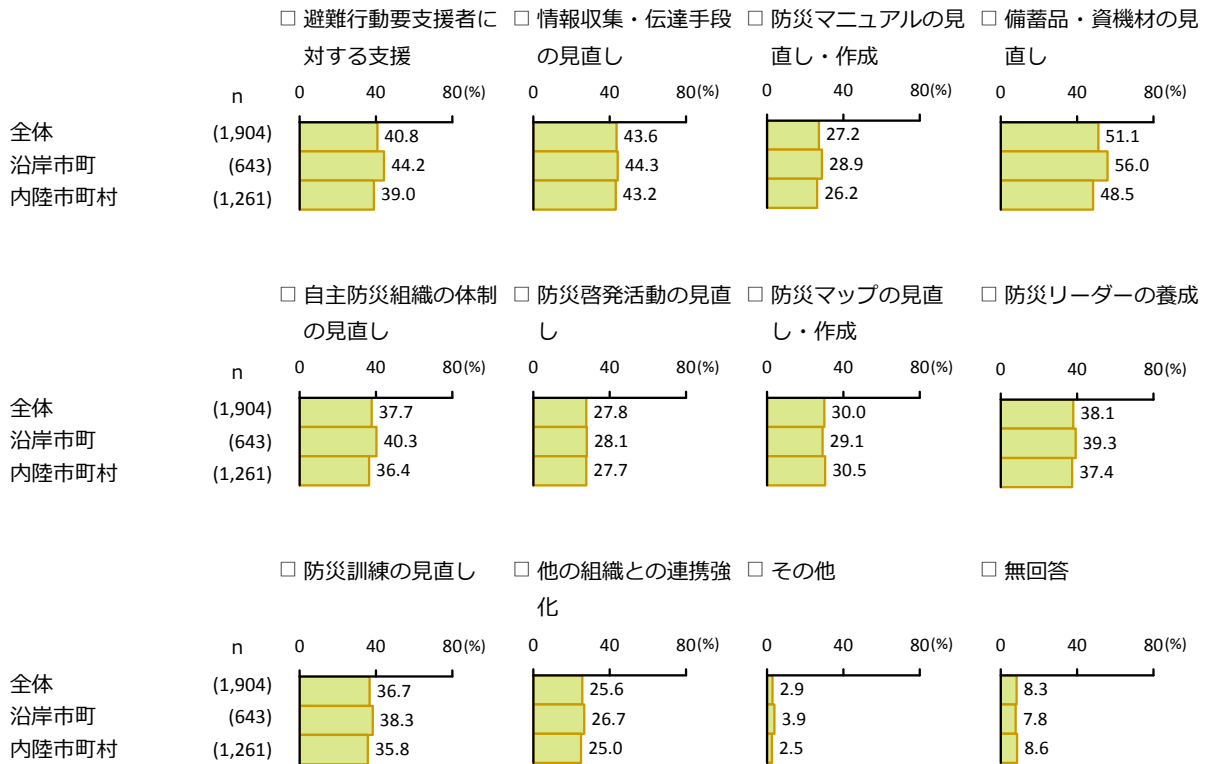 □ 避難行動要支援者に対する支援
□ 情報収集・伝達手段の見直し
□ 防災マニュアルの見直し・作成
□ 備蓄品・資機材の見直し
n 0 40 80(%) 0 40 80(%) 0 40 80(%) 0 40 80(%)
全体 (1,904) 40.8 43.6 27.2 51.1
沿岸市町 (643) 44.2 44.3 28.9 56.0
内陸市町村 (1,261) 39.0 43.2 26.2 48.5
□ 自主防災組織の体制の見直し
□ 防災啓発活動の見直し
□ 防災マップの見直し・作成
□ 防災リーダーの養成
n 0 40 80(%) 0 40 80(%) 0 40 80(%) 0 40 80(%)
全体 (1,904) 37.7 27.8 30.0 38.1
沿岸市町 (643) 40.3 28.1 29.1 39.3
内陸市町村 (1,261) 36.4 27.7 30.5 37.4
□ 防災訓練の見直し
□ 他の組織との連携強化
□ その他
□ 無回答
n 0 40 80(%) 0 40 80(%) 0 40 80(%) 0 40 80(%)
全体 (1,904) 36.7 25.6 2.9 8.3
沿岸市町 (643) 38.3 26.7 3.9 7.8
内陸市町村 (1,261) 35.8 25.0 2.5 8.6